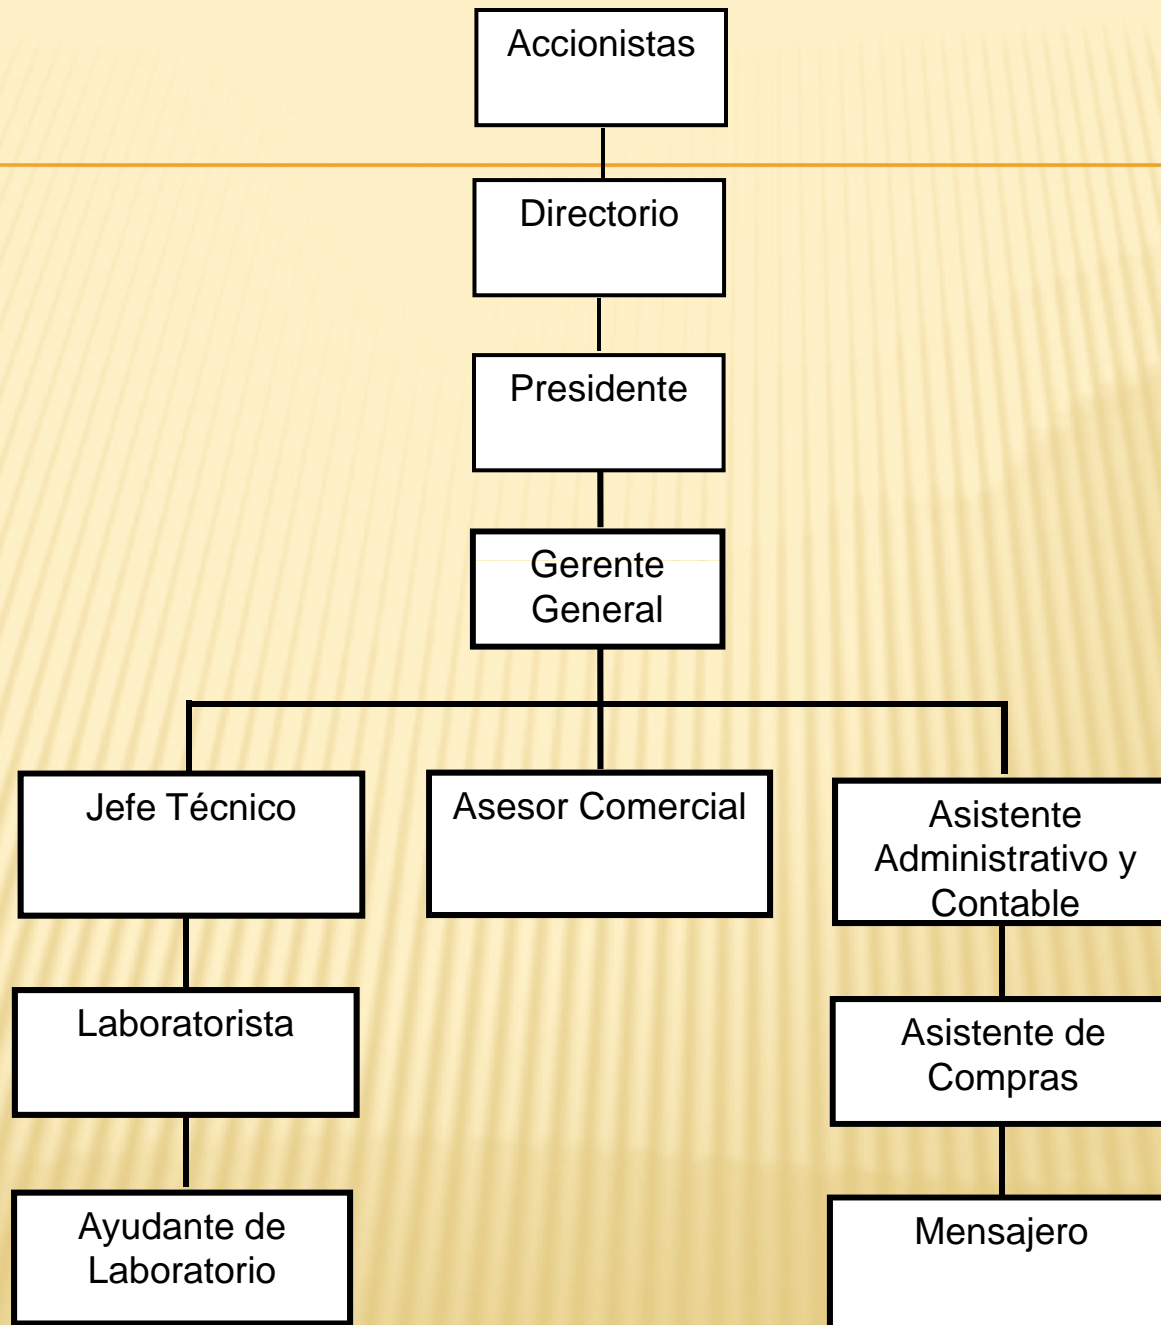 Accionistas
Directorio
Presidente
Gerente
General
Jefe Técnico
Asesor Comercial
Asistente
Administrativo y
Contable
Laboratorista
Asistente de
Compras
Ayudante de
Laboratorio
Mensajero